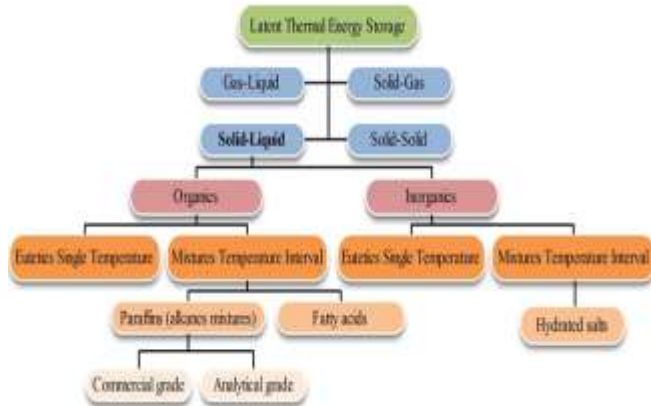 Latent Thermal Energy Storage
Gas-Liquid
Solid-Gas
Solid-Liquid
Solid-Solid
Organics
Inorganics
Eutetics Single Temperature
Mixtures Temperature Interval
Eutetics Single Temperature
Mixtures Temperature Interval
Paraffins (alkanes mixtures)
Fatty acids
Hydrated salts
Commercial grade
Analytical grade